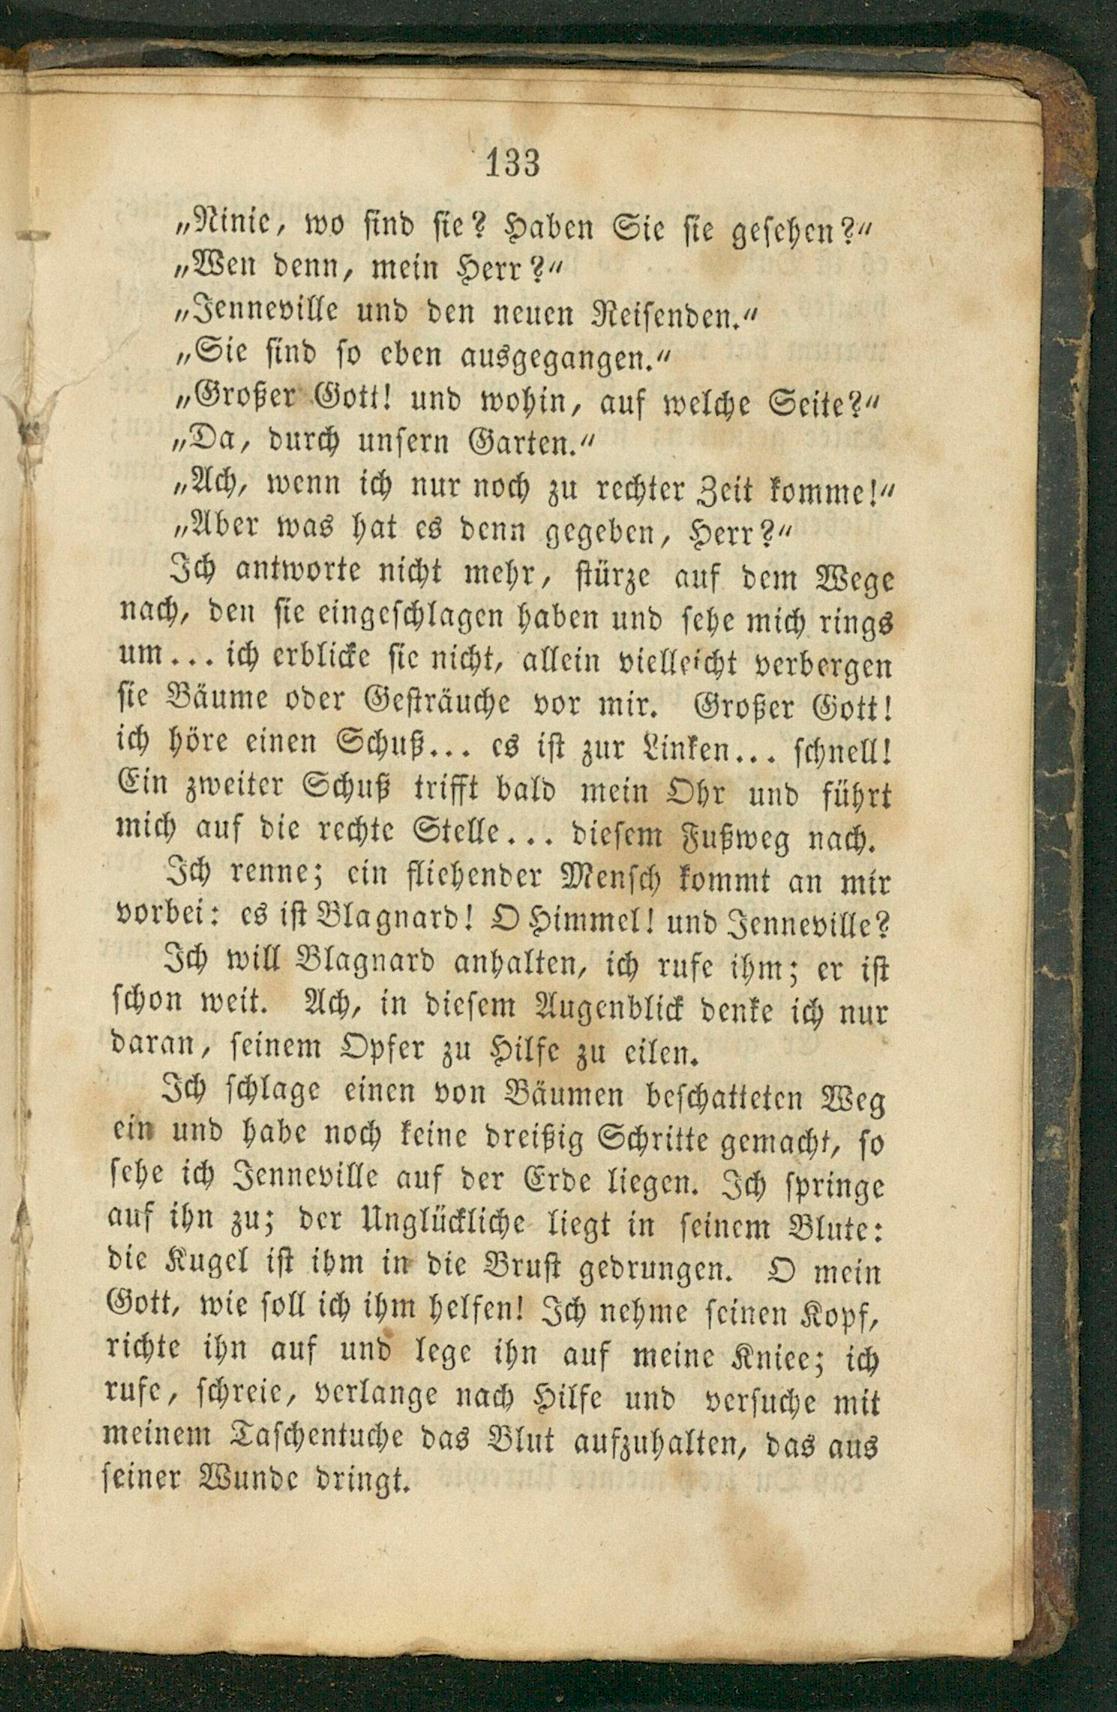 133
„Ninie, wo sind sie? Haben Sie sie gesehen?“
„Wen denn, mein Herr?“
„Jenneville und den neuen Reisenden.“
„Sie sind so eben ausgegangen.“
„Großer Gott! und wohin, auf welche Seite?“
„Da, durch unsern Garten.“
„Ach, wenn ich nur noch zu rechter Zeit komme!“
„Aber was hat es denn gegeben, Herr?“
Ich antworte nicht mehr, stürze auf dem Wege
nach, den sie eingeschlagen haben und sehe mich rings
um... ich erblicke sie nicht, allein vielleicht verbergen
sie Bäume oder Gesträuche vor mir. Großer Gott!
ich höre einen Schuß... es ist zur Linken... schnell!
Ein zweiter Schuß trifft bald mein Ohr und führt
mich auf die rechte Stelle... diesem Fußweg nach.
Ich renne; ein fliehender Mensch kommt an mir
vorbei: es ist Blagnard! O Himmel! und Jenneville?
Ich will Blagnard anhalten, ich rufe ihm; er ist
schon weit. Ach, in diesem Augenblick denke ich nur
daran, seinem Opfer zu Hilfe zu eilen.
Ich schlage einen von Bäumen beschatteten Weg
ein und habe noch keine dreißig Schritte gemacht, so
sehe ich Jenneville auf der Erde liegen. Ich springe
auf ihn zu; der Unglückliche liegt in seinem Blute:
die Kugel ist ihm in die Brust gedrungen. O mein
Gott, wie soll ich ihm helfen! Ich nehme seinen Kopf,
richte ihn auf und lege ihn auf meine Kniee; ich
rufe, schreie, verlange nach Hilfe und versuche mit
meinem Taschentuche das Blut aufzuhalten, das aus
seiner Wunde dringt.